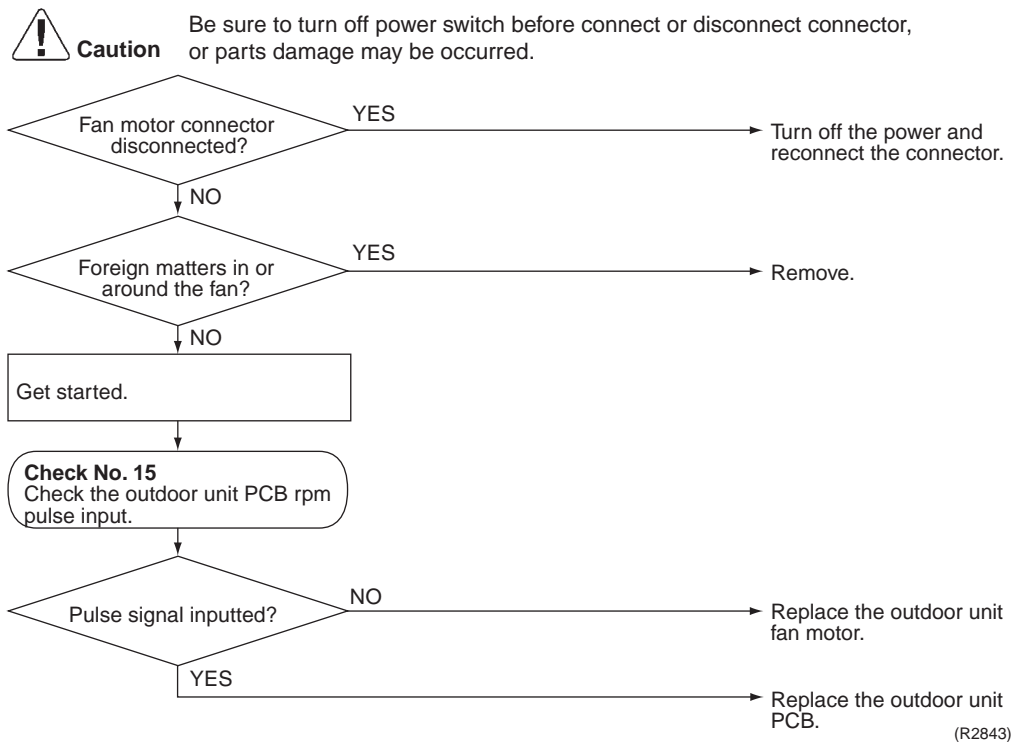 Be sure to turn off power switch before connect or disconnect connector,
Caution
or parts damage may be occurred.
Fan motor connector
disconnected?
YES
Turn off the power and
reconnect the connector.
NO
Foreign matters in or
around the fan?
YES
Remove.
NO
Get started.
Check No. 15
Check the outdoor unit PCB rpm
pulse input.
Pulse signal inputted?
NO
Replace the outdoor unit
fan motor.
YES
Replace the outdoor unit
PCB.
(R2843)